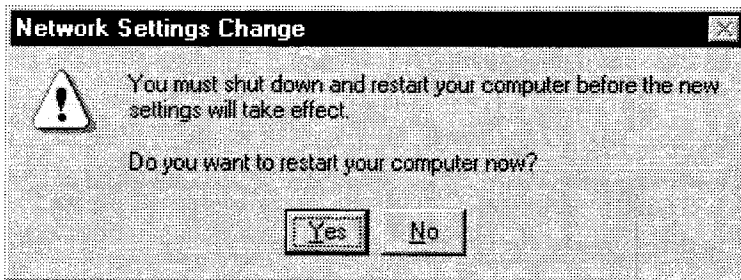 Network Settings Change
You must shut down and restart your computer before the new
settings will take effect.
Do you want to restart your computer now?
Yes No